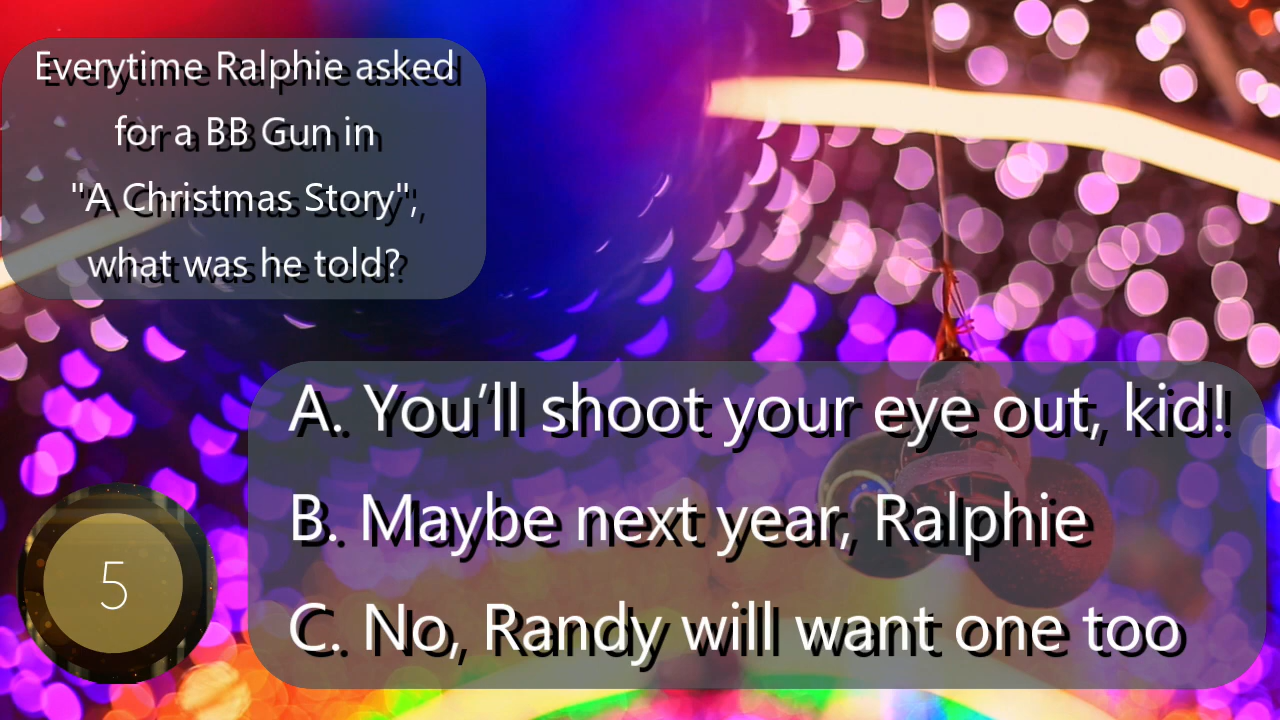 Everytime Ralphie asked
for a BB Gun in
"A Christmas Story",
what was he told?
A. You’ll shoot your eye out, kid!
B. Maybe next year, Ralphie
C. No, Randy will want one too
5